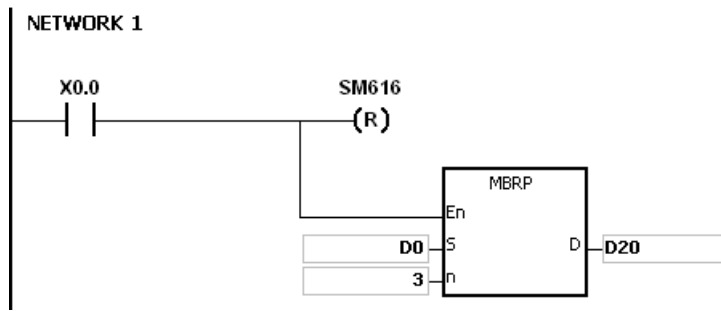 NETWORK 1
X0.0
SM616
(R)
MBRP
En
D0 S D D20
3 n